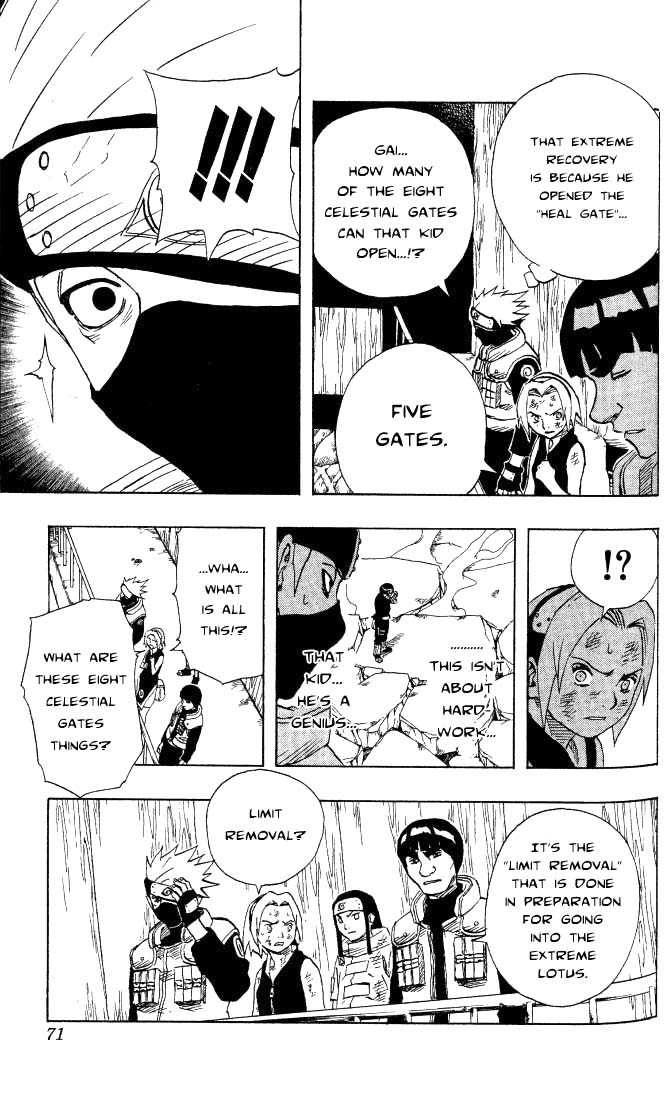 THAT EXTREME
RECOVERY
IS BECAUSE HE
OPENED THE
"HEAL GATE"...
GAI...
HOW MANY
OF THE EIGHT
CELESTIAL GATES
CAN THAT KID
OPEN...!?
FIVE
GATES.
!!!
!?
...........
THIS ISN'T
ABOUT
HARD-
WORK...
THAT
KID...
HE'S A
GENIUS...
...WHA...
WHAT
IS ALL
THIS!?
WHAT ARE
THESE EIGHT
CELESTIAL
GATES
THINGS?
IT'S THE
"LIMIT REMOVAL"
THAT IS DONE
IN PREPARATION
FOR GOING
INTO THE
EXTREME
LOTUS.
LIMIT
REMOVAL?
71